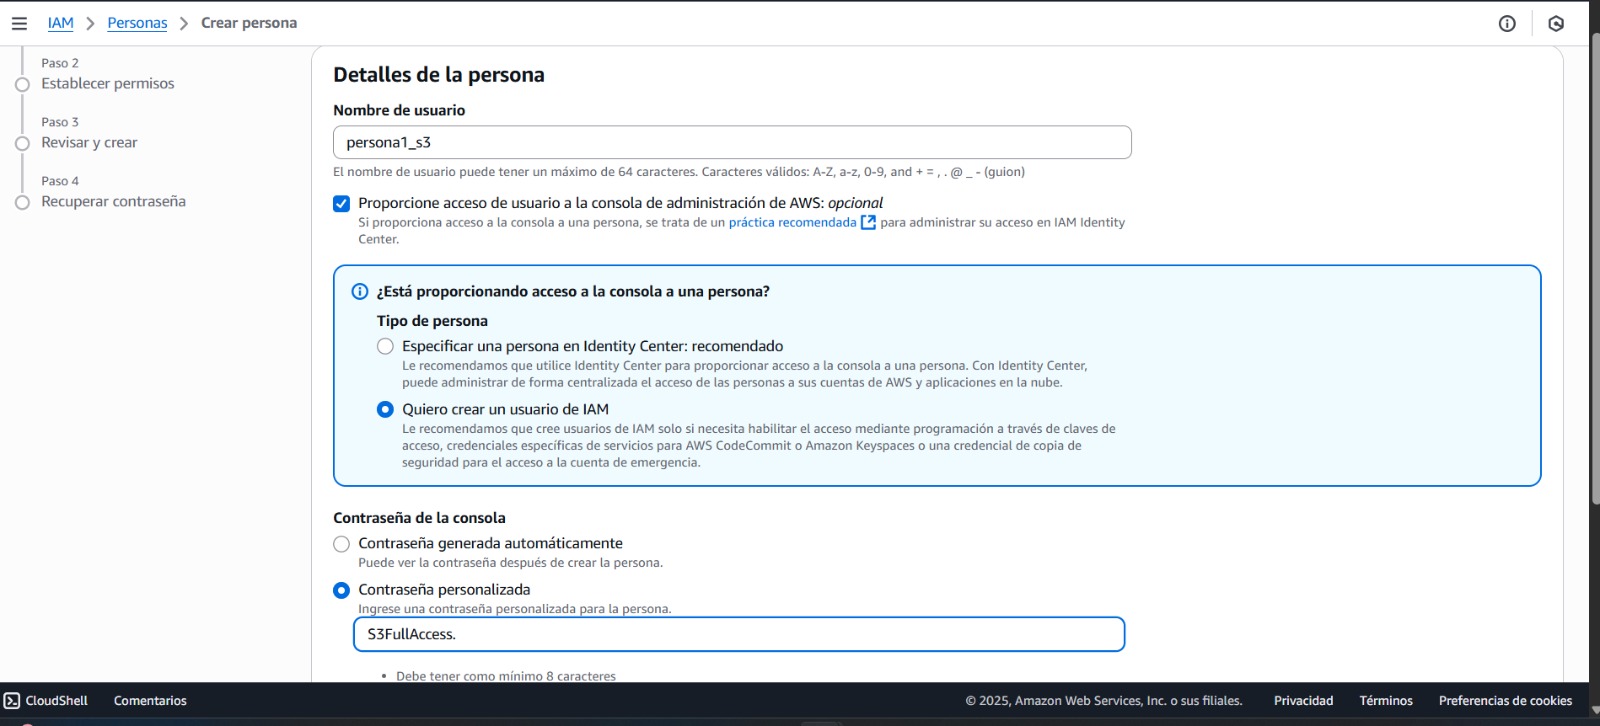 IAM > Personas > Crear persona
Paso 2
Establecer permisos
Paso 3
Revisar y crear
Paso 4
Recuperar contraseña
Detalles de la persona
Nombre de usuario
persona1_s3
El nombre de usuario puede tener un máximo de 64 caracteres. Caracteres válidos: A-Z, a-z, 0-9, and + = , . @ _ - (guion)
Proporcione acceso de usuario a la consola de administración de AWS: opcional
Si proporciona acceso a la consola a una persona, se trata de un práctica recomendada para administrar su acceso en IAM Identity
Center.
¿Está proporcionando acceso a la consola a una persona?
Tipo de persona
Especificar una persona en Identity Center: recomendado
Le recomendamos que utilice Identity Center para proporcionar acceso a la consola a una persona. Con Identity Center,
puede administrar de forma centralizada el acceso de las personas a sus cuentas de AWS y aplicaciones en la nube.
Quiero crear un usuario de IAM
Le recomendamos que cree usuarios de IAM solo si necesita habilitar el acceso mediante programación a través de claves de
acceso, credenciales específicas de servicios para AWS CodeCommit o Amazon Keyspaces o una credencial de copia de
seguridad para el acceso a la cuenta de emergencia.
Contraseña de la consola
Contraseña generada automáticamente
Puede ver la contraseña después de crear la persona.
Contraseña personalizada
Ingrese una contraseña personalizada para la persona.
S3FullAccess.
• Debe tener como mínimo 8 caracteres
CloudShell Comentarios © 2025, Amazon Web Services, Inc. o sus filiales. Privacidad Términos Preferencias de cookies